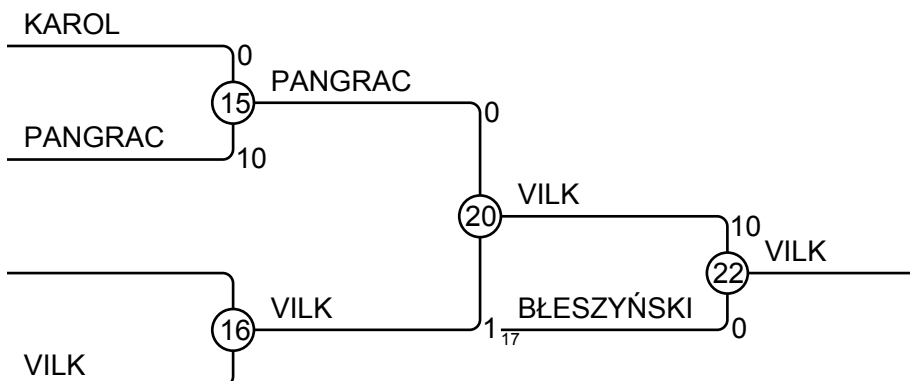 KAROL
0
15
PANGRAC
PANGRAC
10
0
20
VILK
10
22
VILK
16
VILK
1
17
BŁESZYŃSKI
0
VILK